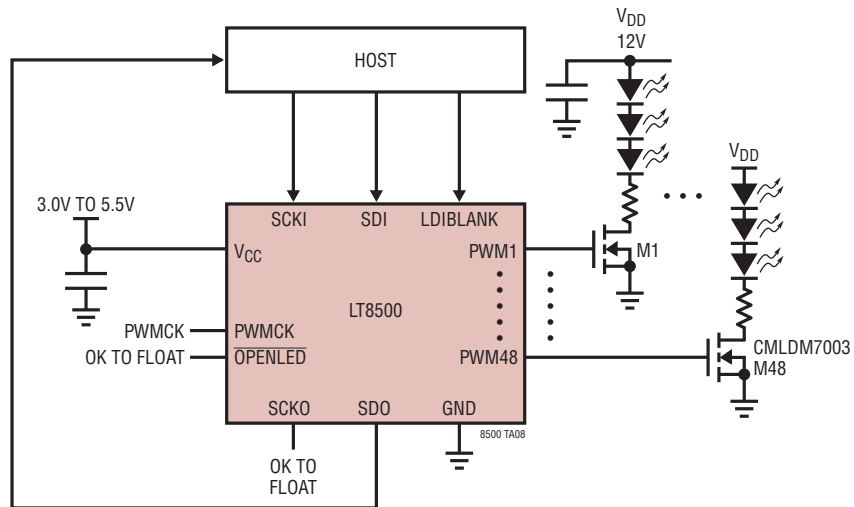 VDD
12V
HOST
VDD
3.0V TO 5.5V
SCKI
SDI
LDIBLANK
VCC
PWM1
M1
LT8500
PWMCK
PWMCK
OK TO FLOAT
OPENLED
PWM48
CMLDM7003
M48
SCKO
SDO
GND
8500 TA08
OK TO
FLOAT